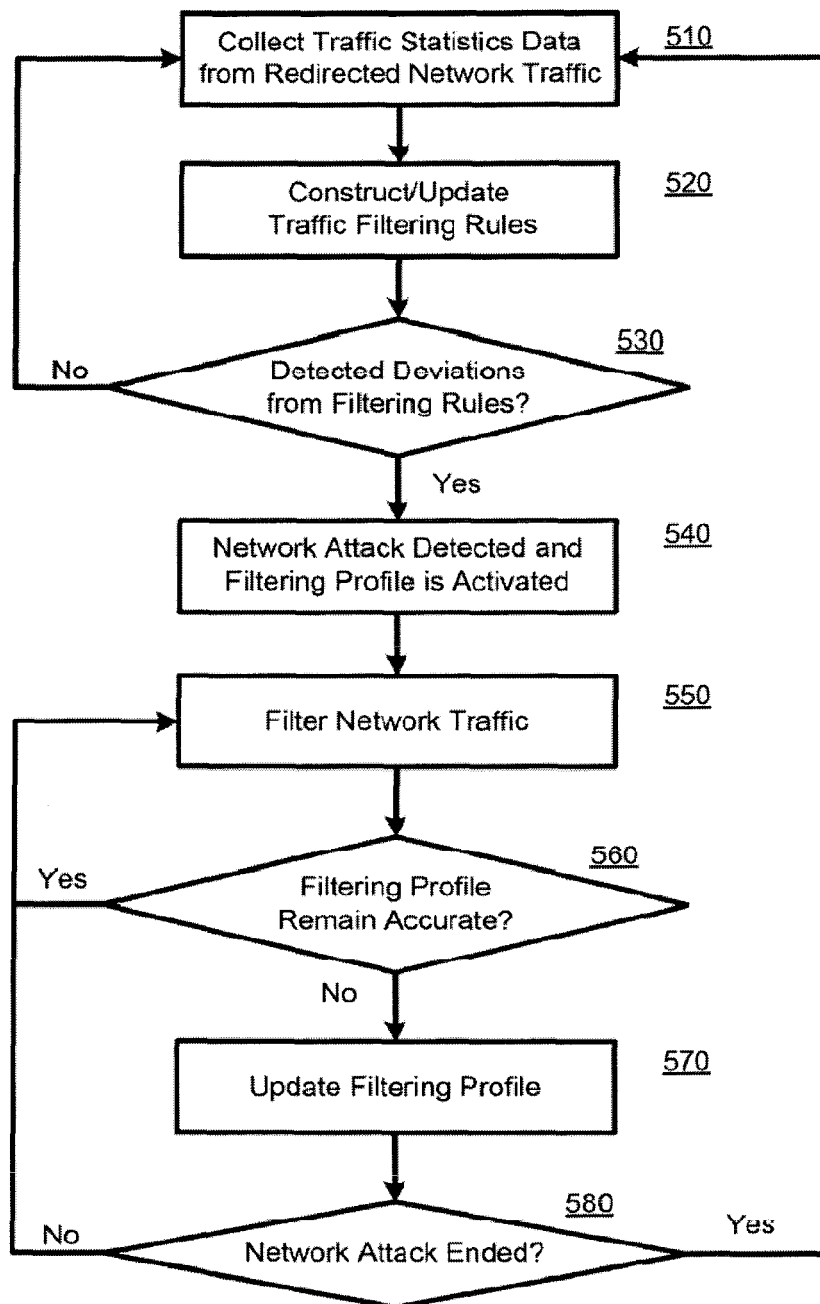 Collect Traffic Statistics Data
from Redirected Network Traffic
510
Construct/Update
Traffic Filtering Rules
520
Detected Deviations
from Filtering Rules?
530
No
Yes
Network Attack Detected and
Filtering Profile is Activated
540
Filter Network Traffic
550
Filtering Profile
Remain Accurate?
560
Yes
No
Update Filtering Profile
570
Network Attack Ended?
580
No
Yes